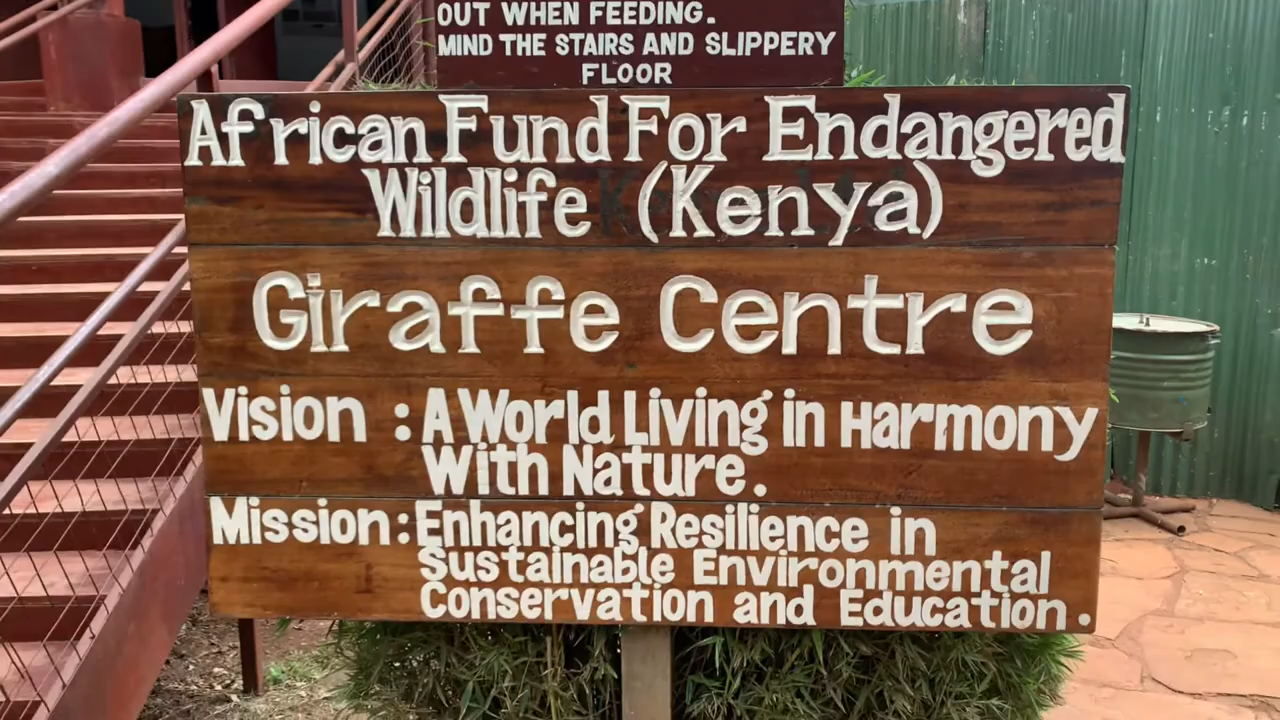 OUT WHEN FEEDING.
MIND THE STAIRS AND SLIPPERY
FLOOR
African Fund For Endangered
Wildlife (Kenya)
Giraffe Centre
Vision : A World Living in Harmony
With Nature.
Mission: Enhancing Resilience in
Sustainable Environmental
Conservation and Education.